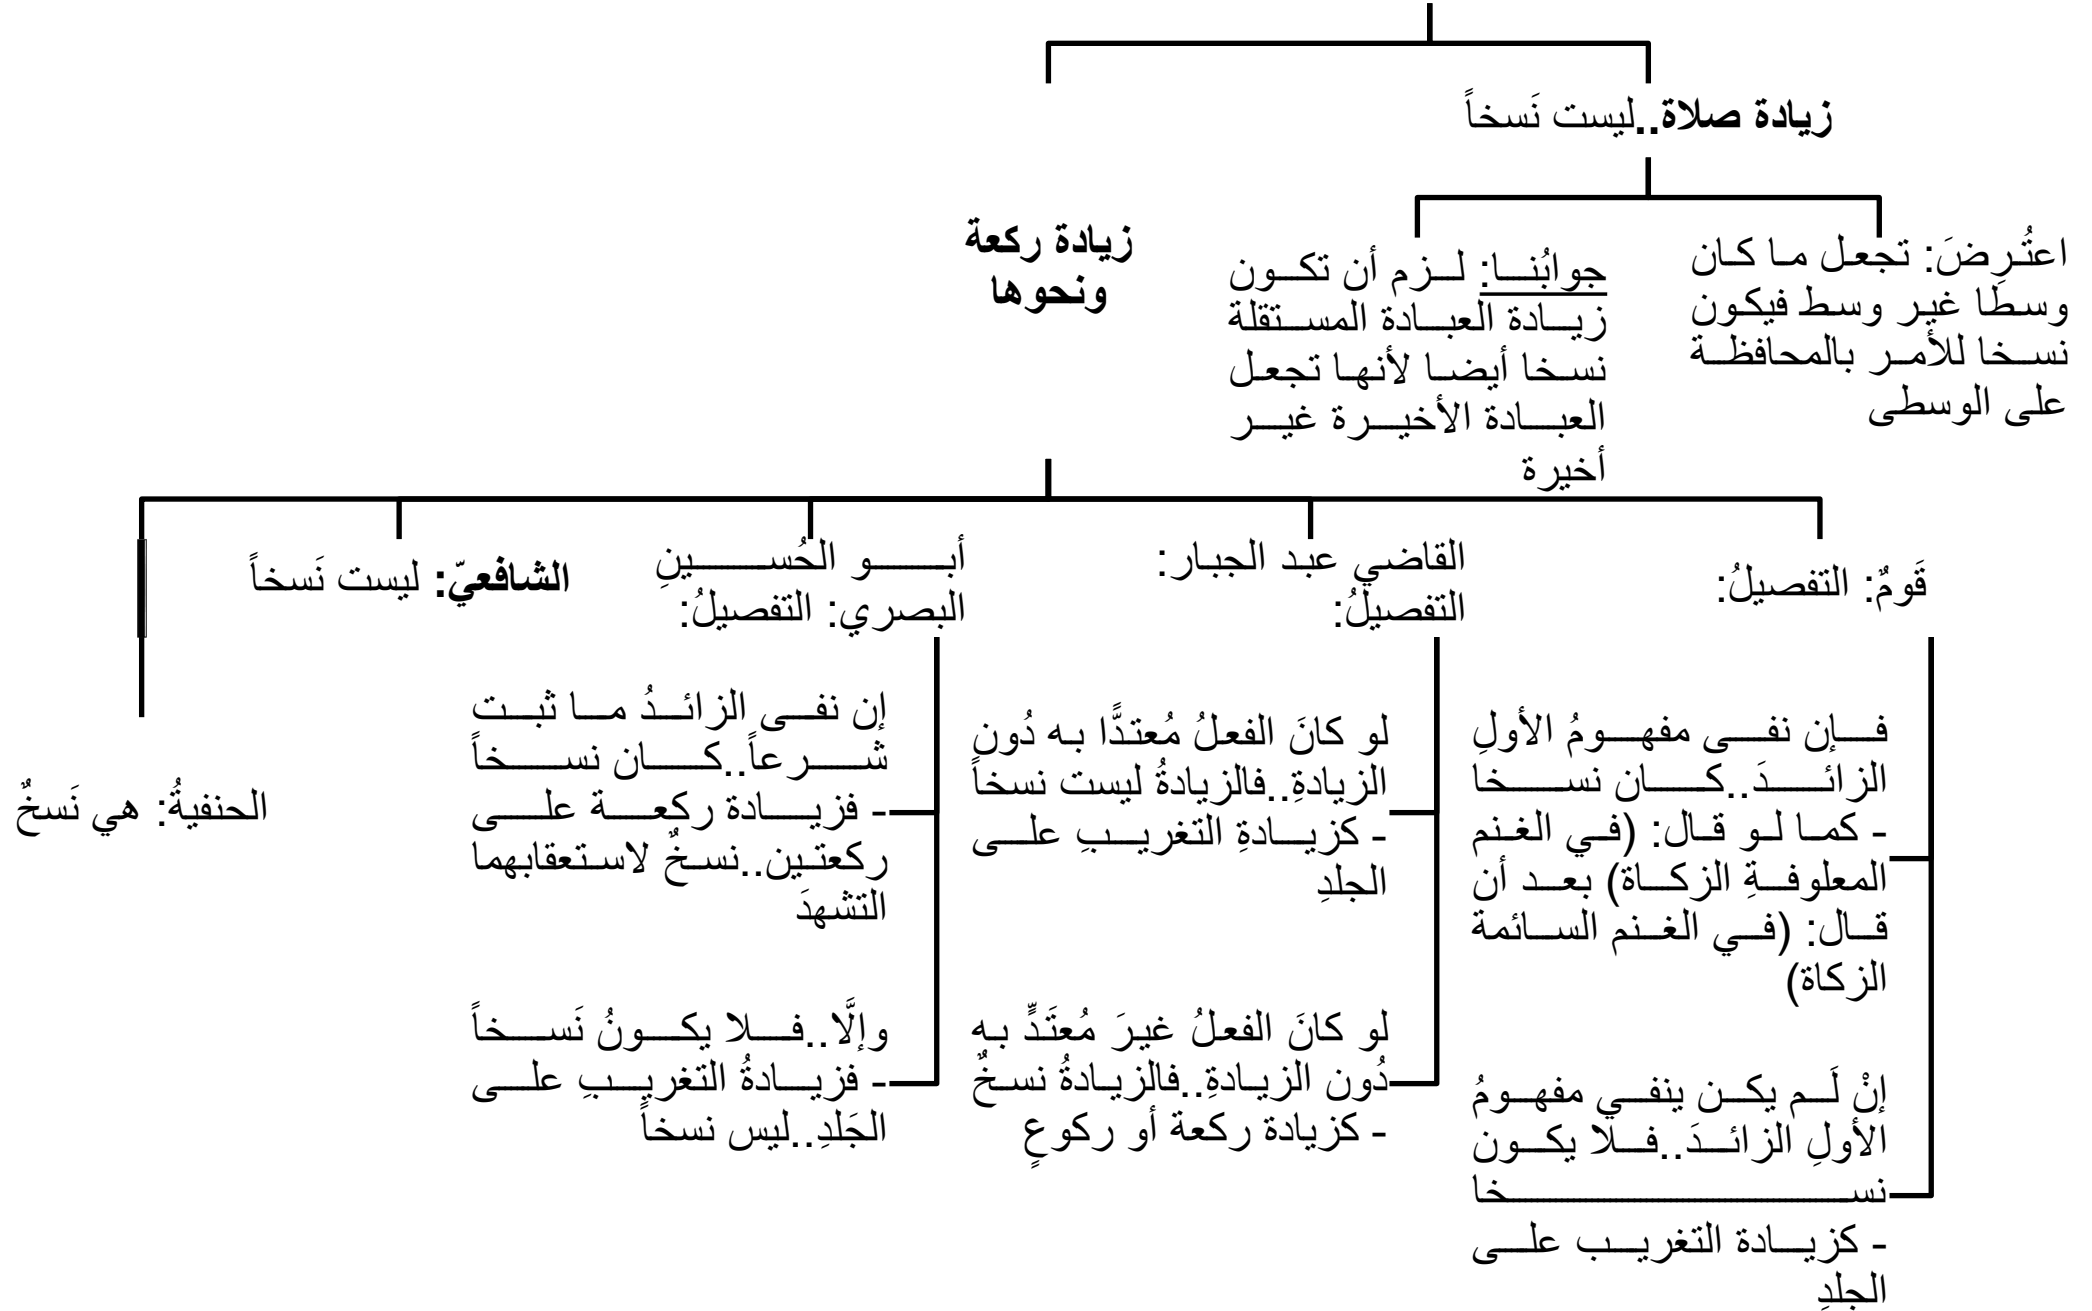 زيادة صلاة..ليست نَسخاً
اعتُرِضَ: تجعل ما كان
وسطا غير وسط فيكون
نسخا للأمر بالمحافظة
على الوسطى
جوابُنا: لزم أن تكون
زيادة العبادة المستقلة
نسخا أيضا لأنها تجعل
العبادة الأخيرة غير
أخيرة
زيادة ركعة
ونحوها
قَومٌ: التفصيلُ:
فإن نفى مفهومُ الأولِ
الزائدَ..كان نسخا
- كما لو قال: (في الغنم
المعلوفةِ الزكاة) بعد أن
قال: (في الغنم السائمة
الزكاة)
إنْ لَم يكن ينفي مفهومُ
الأولِ الزائدَ..فلا يكون
نسخا
- كزيادة التغريب على
الجلدِ
القاضي عبد الجبار:
التفصيلُ:
لو كانَ الفعلُ مُعتدًّا به دُون
الزيادةِ..فالزيادةُ ليست نسخاً
- كزيادةِ التغريبِ على
الجلدِ
لو كانَ الفعلُ غيرَ مُعتَدٍّ به
دُون الزيادةِ..فالزيادةُ نسخٌ
- كزيادة ركعة أو ركوعٍ
أبو الحُسينِ
البصري: التفصيلُ:
إن نفى الزائدُ ما ثبت
شرعاً..كان نسخاً
- فزيادة ركعة على
ركعتين..نسخٌ لاستعقابهما
التشهدَ
وإلَّا..فلا يكونُ نَسخاً
- فزيادةُ التغريبِ على
الجَلدِ..ليس نسخاً
الشافعيّ: ليست نَسخاً
الحنفيةُ: هي نَسخٌ